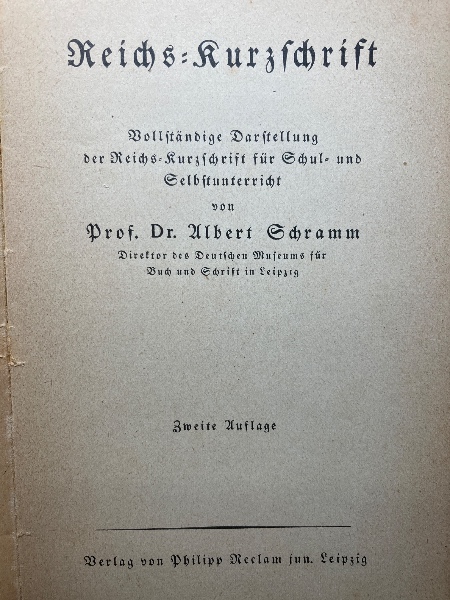 Reichs-Kurzschrift
Vollständige Darstellung
der Reichs-Kurzschrift für Schul- und
Selbstunterricht
von
Prof. Dr. Albert Schramm
Direktor des Deutschen Museums für
Buch und Schrift in Leipzig
Zweite Auflage
Verlag von Philipp Reclam jun. Leipzig